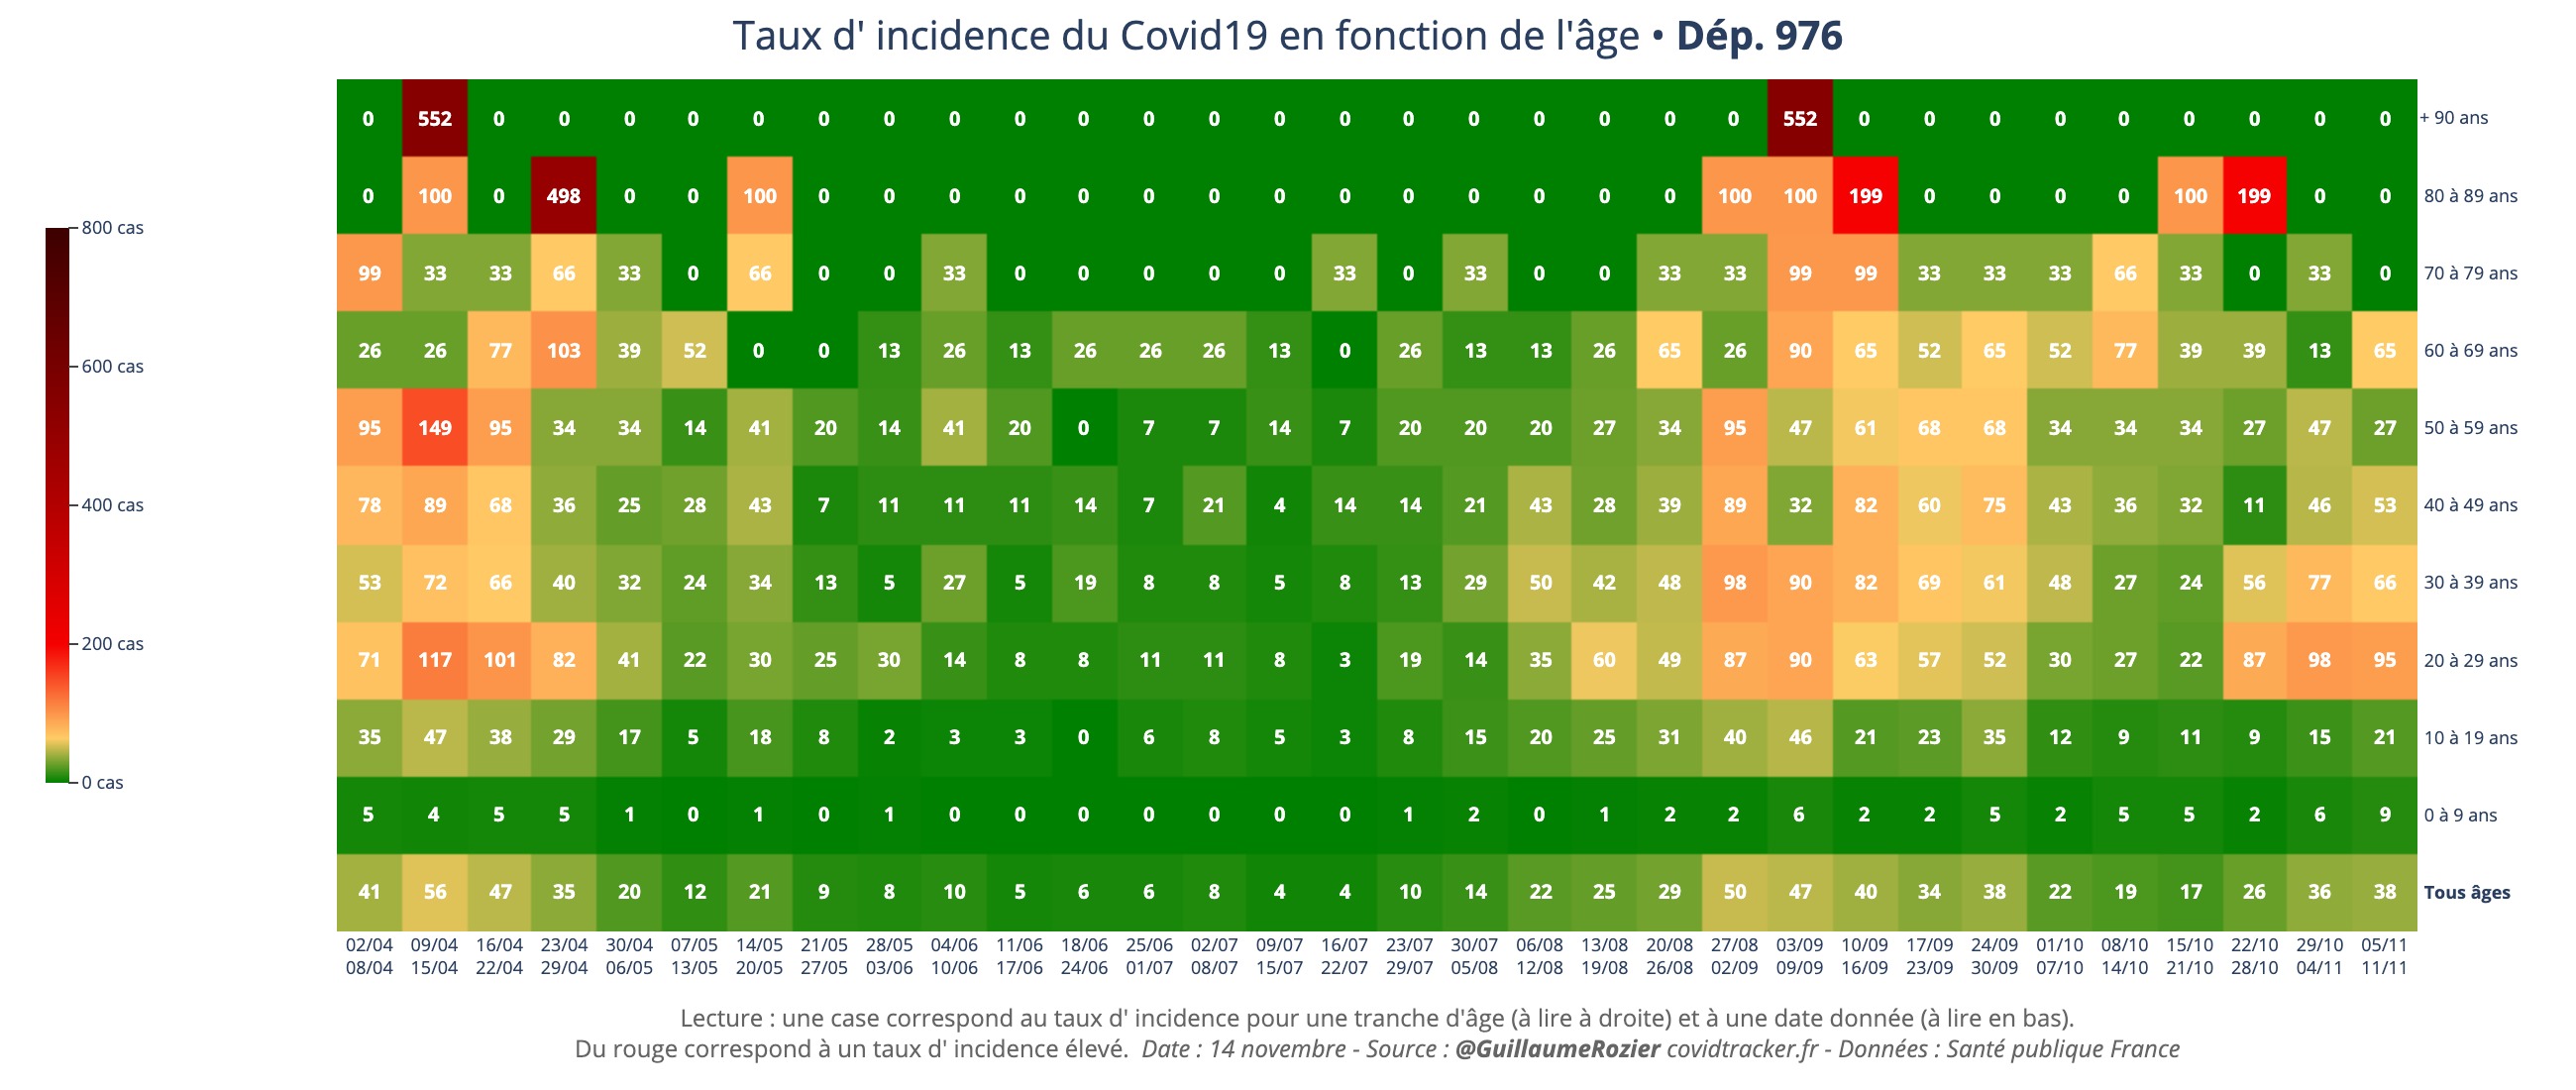 Taux d' incidence du Covid19 en fonction de l'âge • Dép. 976
0 552 0 0 0 0 0 0 0 0 0 0 0 0 0 0 0 0 0 0 0 0 552 0 0 0 0 0 0 0 0 0 + 90 ans
0 100 0 498 0 0 100 0 0 0 0 0 0 0 0 0 0 0 0 0 0 100 100 199 0 0 0 0 100 199 0 0 80 à 89 ans
800 cas
99 33 33 66 33 0 66 0 0 33 0 0 0 0 0 33 0 33 0 0 33 33 99 99 33 33 33 66 33 0 33 0 70 à 79 ans
26 26 77 103 39 52 0 0 13 26 13 26 26 26 13 0 26 13 13 26 65 26 90 65 52 65 52 77 39 39 13 65 60 à 69 ans
600 cas
95 149 95 34 34 14 41 20 14 41 20 0 7 7 14 7 20 20 20 27 34 95 47 61 68 68 34 34 34 27 47 27 50 à 59 ans
400 cas
78 89 68 36 25 28 43 7 11 11 11 14 7 21 4 14 14 21 43 28 39 89 32 82 60 75 43 36 32 11 46 53 40 à 49 ans
53 72 66 40 32 24 34 13 5 27 5 19 8 8 5 8 13 29 50 42 48 98 90 82 69 61 48 27 24 56 77 66 30 à 39 ans
200 cas
71 117 101 82 41 22 30 25 30 14 8 8 11 11 8 3 19 14 35 60 49 87 90 63 57 52 30 27 22 87 98 95 20 à 29 ans
35 47 38 29 17 5 18 8 2 3 3 0 6 8 5 3 8 15 20 25 31 40 46 21 23 35 12 9 11 9 15 21 10 à 19 ans
0 cas
5 4 5 5 1 0 1 0 1 0 0 0 0 0 0 0 1 2 0 1 2 2 6 2 2 5 2 5 5 2 6 9 0 à 9 ans
41 56 47 35 20 12 21 9 8 10 5 6 6 8 4 4 10 14 22 25 29 50 47 40 34 38 22 19 17 26 36 38 Tous âges
02/04 09/04 16/04 23/04 30/04 07/05 14/05 21/05 28/05 04/06 11/06 18/06 25/06 02/07 09/07 16/07 23/07 30/07 06/08 13/08 20/08 27/08 03/09 10/09 17/09 24/09 01/10 08/10 15/10 22/10 29/10 05/11
08/04 15/04 22/04 29/04 06/05 13/05 20/05 27/05 03/06 10/06 17/06 24/06 01/07 08/07 15/07 22/07 29/07 05/08 12/08 19/08 26/08 02/09 09/09 16/09 23/09 30/09 07/10 14/10 21/10 28/10 04/11 11/11
Lecture : une case correspond au taux d' incidence pour une tranche d'âge (à lire à droite) et à une date donnée (à lire en bas).
Du rouge correspond à un taux d' incidence élevé. Date : 14 novembre - Source : @GuillaumeRozier covidtracker.fr - Données : Santé publique France